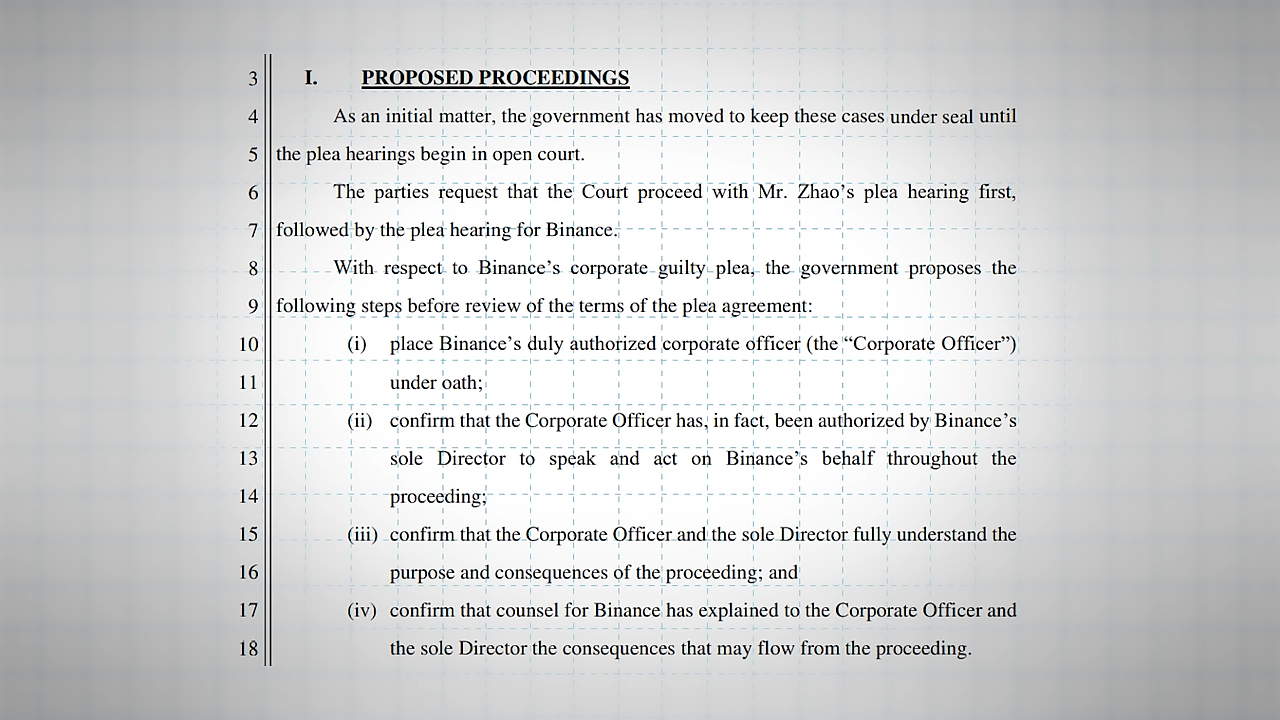 3 I. PROPOSED PROCEEDINGS
4 As an initial matter, the government has moved to keep these cases under seal until
5 the plea hearings begin in open court.
6 The parties request that the Court proceed with Mr. Zhao’s plea hearing first,
7 followed by the plea hearing for Binance.
8 With respect to Binance’s corporate guilty plea, the government proposes the
9 following steps before review of the terms of the plea agreement:
10 (i) place Binance’s duly authorized corporate officer (the “Corporate Officer”)
11 under oath;
12 (ii) confirm that the Corporate Officer has, in fact, been authorized by Binance’s
13 sole Director to speak and act on Binance’s behalf throughout the
14 proceeding;
15 (iii) confirm that the Corporate Officer and the sole Director fully understand the
16 purpose and consequences of the proceeding; and
17 (iv) confirm that counsel for Binance has explained to the Corporate Officer and
18 the sole Director the consequences that may flow from the proceeding.